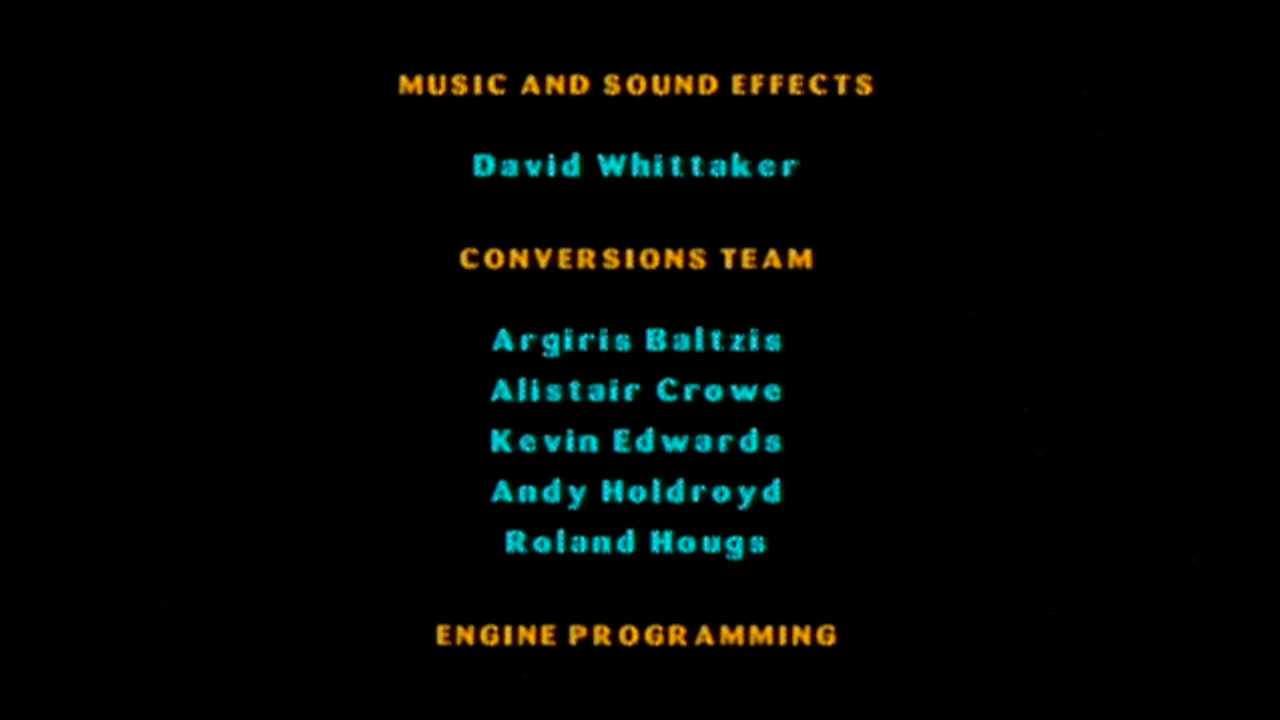 MUSIC AND SOUND EFFECTS
David Whittaker
CONVERSIONS TEAM
Argiris Baltzis
Alistair Crowe
Kevin Edwards
Andy Holdroyd
Roland Hougs
ENGINE PROGRAMMING